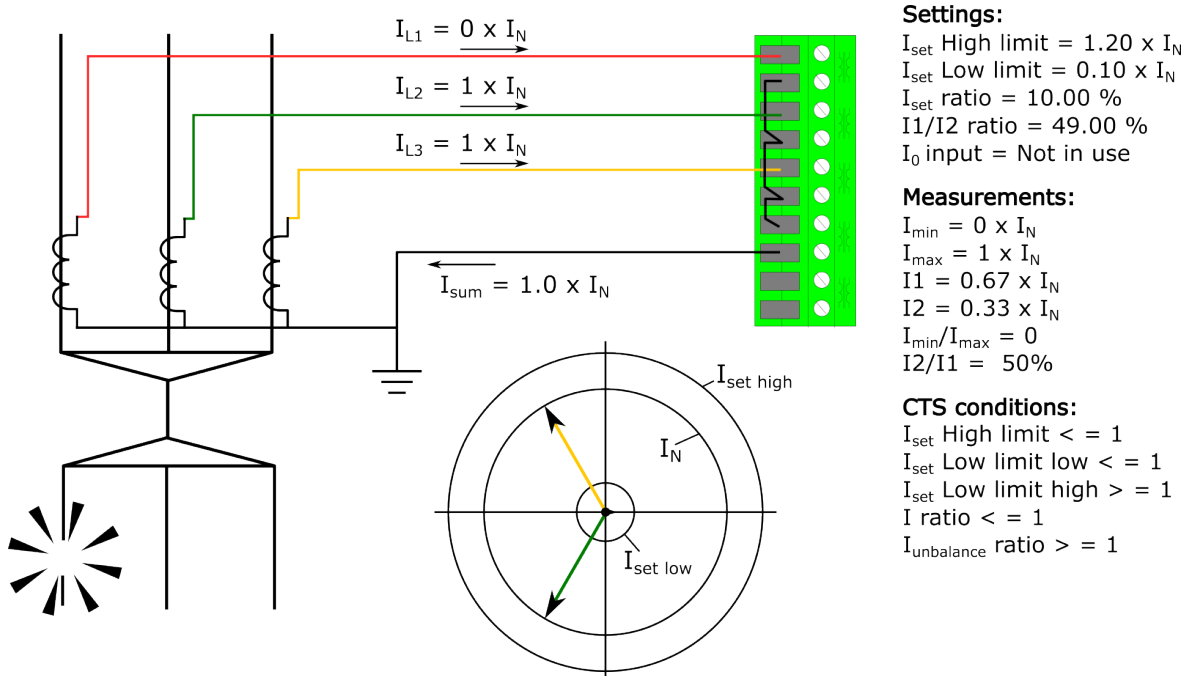 I_L1 = 0 x I_N
I_L2 = 1 x I_N
I_L3 = 1 x I_N
I_sum = 1.0 x I_N
I_set high
I_N
I_set low
Settings:
I_set High limit = 1.20 x I_N
I_set Low limit = 0.10 x I_N
I_set ratio = 10.00 %
I1/I2 ratio = 49.00 %
I_0 input = Not in use
Measurements:
I_min = 0 x I_N
I_max = 1 x I_N
I1 = 0.67 x I_N
I2 = 0.33 x I_N
I_min/I_max = 0
I2/I1 = 50%
CTS conditions:
I_set High limit < = 1
I_set Low limit low < = 1
I_set Low limit high > = 1
I ratio < = 1
I_unbalance ratio > = 1